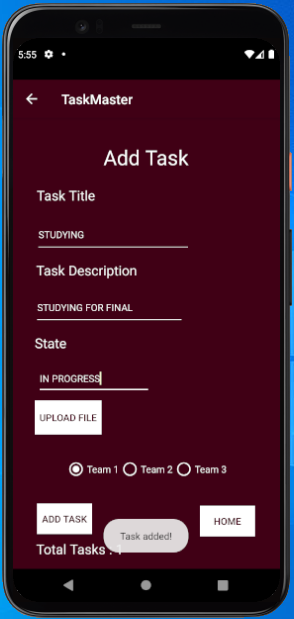 5:55
TaskMaster
Add Task
Task Title
STUDYING
Task Description
STUDYING FOR FINAL
State
IN PROGRESS
UPLOAD FILE
Team 1 Team 2 Team 3
ADD TASK
HOME
Task added!
Total Tasks : 1